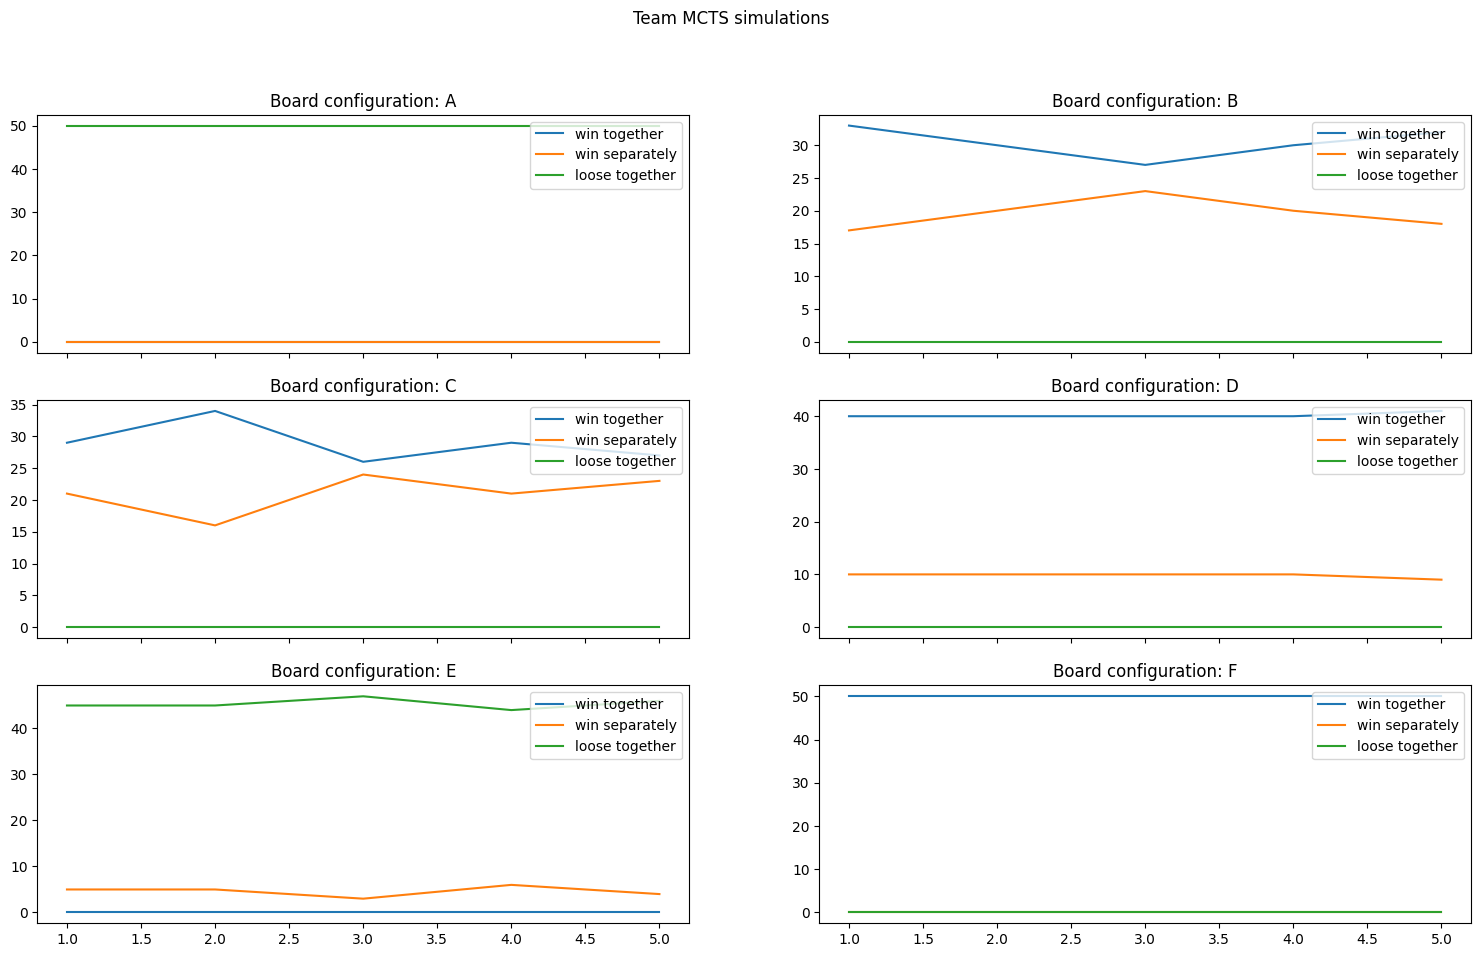 Team MCTS simulations
Board configuration: A
50
40
30
20
10
0
win together
win separately
loose together
Board configuration: B
30
25
20
15
10
5
0
win together
win separately
loose together
Board configuration: C
35
30
25
20
15
10
5
0
win together
win separately
loose together
Board configuration: D
40
30
20
10
0
win together
win separately
loose together
Board configuration: E
40
30
20
10
0
win together
win separately
loose together
1.0 1.5 2.0 2.5 3.0 3.5 4.0 4.5 5.0
Board configuration: F
50
40
30
20
10
0
win together
win separately
loose together
1.0 1.5 2.0 2.5 3.0 3.5 4.0 4.5 5.0